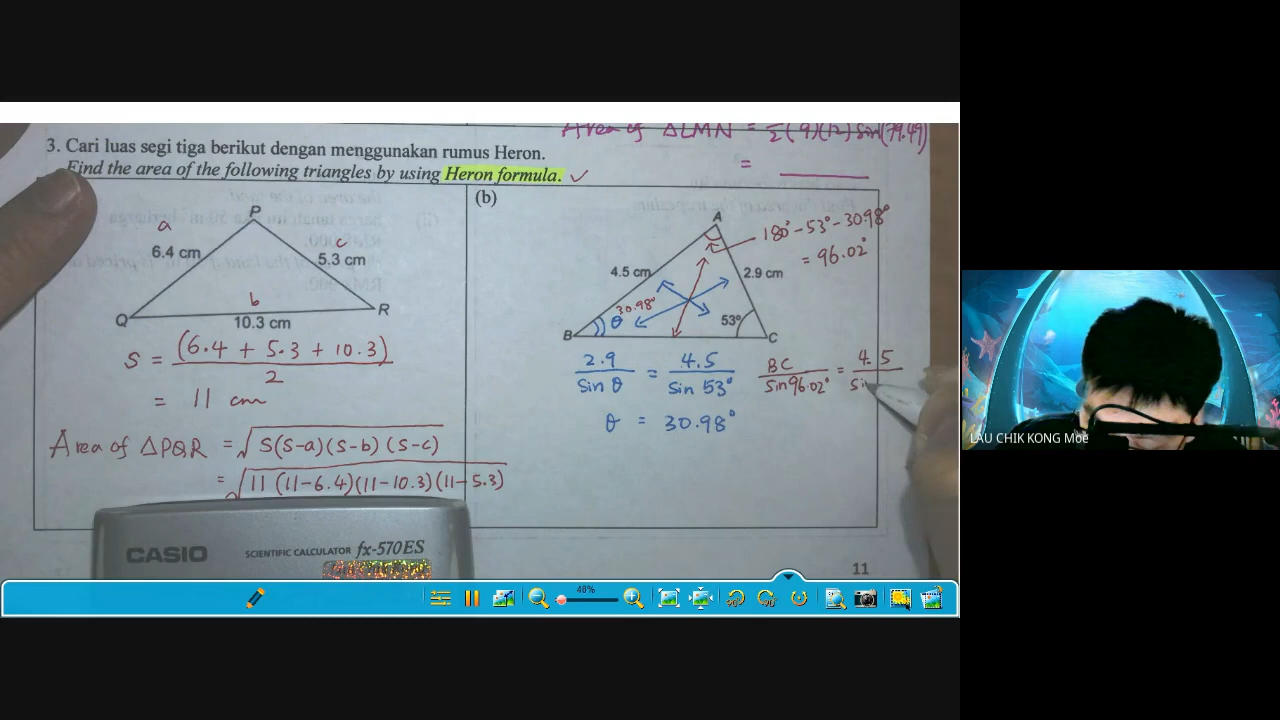 Area of ΔLMN = 1/2 (9)(12) sin(79.49)
= ______
3. Cari luas segi tiga berikut dengan menggunakan rumus Heron.
Find the area of the following triangles by using Heron formula. ✓
P
a
6.4 cm
c
5.3 cm
b
Q
R
10.3 cm
S = (6.4 + 5.3 + 10.3) / 2
= 11 cm
Area of ΔPQR = √S(S-a)(S-b)(S-c)
= √11(11-6.4)(11-10.3)(11-5.3)
(b)
A
180° - 53° - 30.98°
= 96.02°
4.5 cm
2.9 cm
30.98°
θ
53°
B
C
2.9 / Sin θ = 4.5 / Sin 53°
θ = 30.98°
BC / Sin 96.02° = 4.5 / Si
CASIO
SCIENTIFIC CALCULATOR fx-570ES
11
40%
LAU CHIK KONG Moe